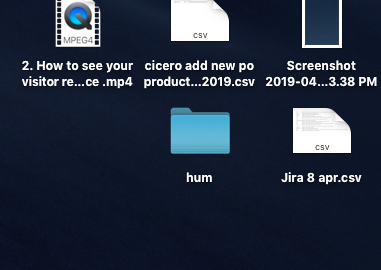 MPEG4
csv
2. How to see your
visitor re...ce .mp4
cicero add new po
product...2019.csv
Screenshot
2019-04...3.38 PM
csv
hum
Jira 8 apr.csv